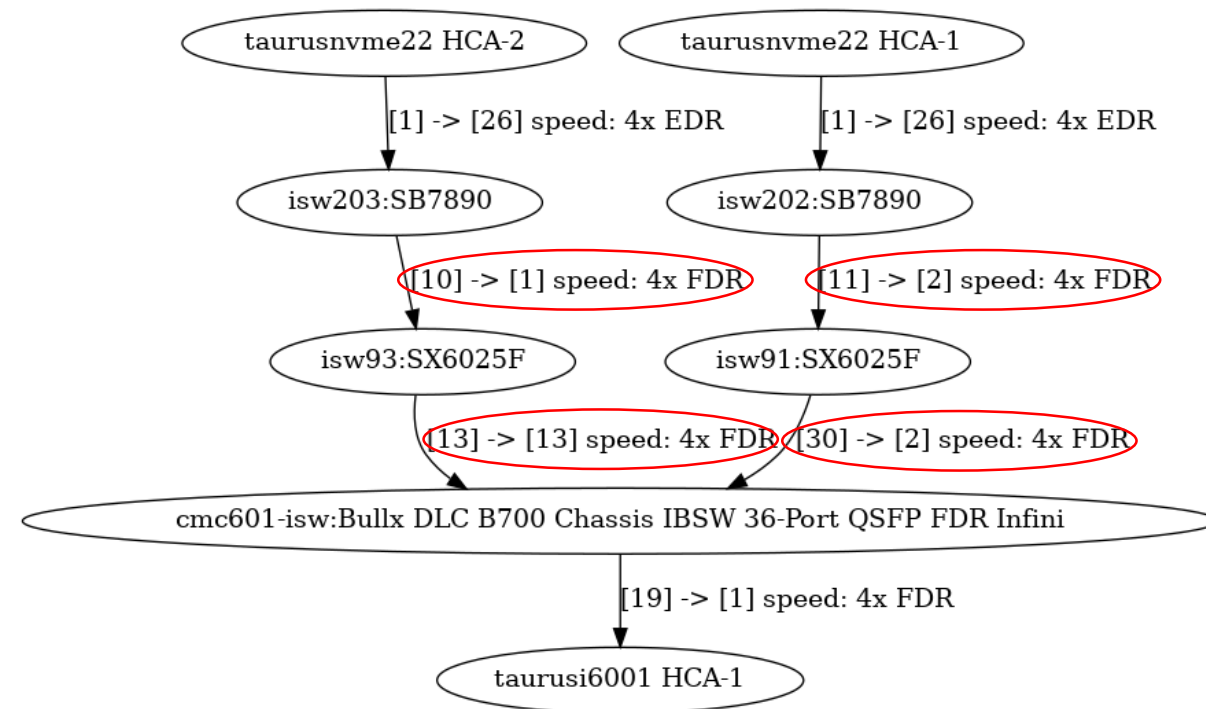 taurusnvme22 HCA-2
taurusnvme22 HCA-1
[1] -> [26] speed: 4x EDR
[1] -> [26] speed: 4x EDR
isw203:SB7890
isw202:SB7890
[10] -> [1] speed: 4x FDR
[11] -> [2] speed: 4x FDR
isw93:SX6025F
isw91:SX6025F
[13] -> [13] speed: 4x FDR
[30] -> [2] speed: 4x FDR
cmc601-isw:Bullx DLC B700 Chassis IBSW 36-Port QSFP FDR Infini
[19] -> [1] speed: 4x FDR
taurusi6001 HCA-1